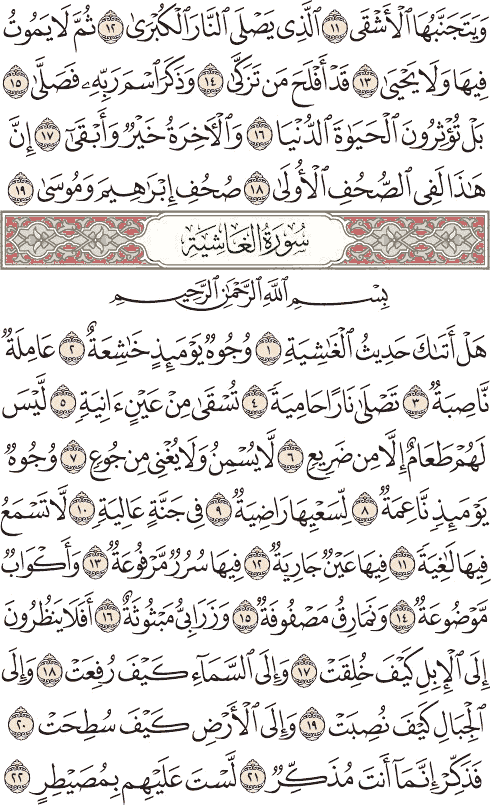 وَيَتَجَنَّبُهَا ٱلْأَشْقَى ١١ ٱلَّذِى يَصْلَى ٱلنَّارَ ٱلْكُبْرَىٰ ١٢ ثُمَّ لَا يَمُوتُ
فِيهَا وَلَا يَحْيَىٰ ١٣ قَدْ أَفْلَحَ مَن تَزَكَّىٰ ١٤ وَذَكَرَ ٱسْمَ رَبِّهِۦ فَصَلَّىٰ ١٥
بَلْ تُؤْثِرُونَ ٱلْحَيَوٰةَ ٱلدُّنْيَا ١٦ وَٱلْءَاخِرَةُ خَيْرٌ وَأَبْقَىٰٓ ١٧ إِنَّ
هَٰذَا لَفِى ٱلصُّحُفِ ٱلْأُولَىٰ ١٨ صُحُفِ إِبْرَٰهِيمَ وَمُوسَىٰ ١٩
سُورَةُ الْغَاشِيَةِ
بِسْمِ ٱللَّهِ ٱلرَّحْمَٰنِ ٱلرَّحِيمِ
هَلْ أَتَىٰكَ حَدِيثُ ٱلْغَٰشِيَةِ ١ وُجُوهٌ يَوْمَئِذٍ خَٰشِعَةٌ ٢ عَامِلَةٌ
نَّاصِبَةٌ ٣ تَصْلَىٰ نَارًا حَامِيَةً ٤ تُسْقَىٰ مِنْ عَيْنٍ ءَانِيَةٍ ٥ لَّيْسَ
لَهُمْ طَعَامٌ إِلَّا مِن ضَرِيعٍ ٦ لَّا يُسْمِنُ وَلَا يُغْنِى مِن جُوعٍ ٧ وُجُوهٌ
يَوْمَئِذٍ نَّاعِمَةٌ ٨ لِّسَعْيِهَا رَاضِيَةٌ ٩ فِى جَنَّةٍ عَالِيَةٍ ١٠ لَّا تَسْمَعُ
فِيهَا لَٰغِيَةً ١١ فِيهَا عَيْنٌ جَارِيَةٌ ١٢ فِيهَا سُرُرٌ مَّرْفُوعَةٌ ١٣ وَأَكْوَابٌ
مَّوْضُوعَةٌ ١٤ وَنَمَارِقُ مَصْفُوفَةٌ ١٥ وَزَرَابِىُّ مَبْثُوثَةٌ ١٦ أَفَلَا يَنظُرُونَ
إِلَى ٱلْإِبِلِ كَيْفَ خُلِقَتْ ١٧ وَإِلَى ٱلسَّمَآءِ كَيْفَ رُفِعَتْ ١٨ وَإِلَى
ٱلْجِبَالِ كَيْفَ نُصِبَتْ ١٩ وَإِلَى ٱلْأَرْضِ كَيْفَ سُطِحَتْ ٢٠
فَذَكِّرْ إِنَّمَآ أَنتَ مُذَكِّرٌ ٢١ لَّسْتَ عَلَيْهِم بِمُصَيْطِرٍ ٢٢